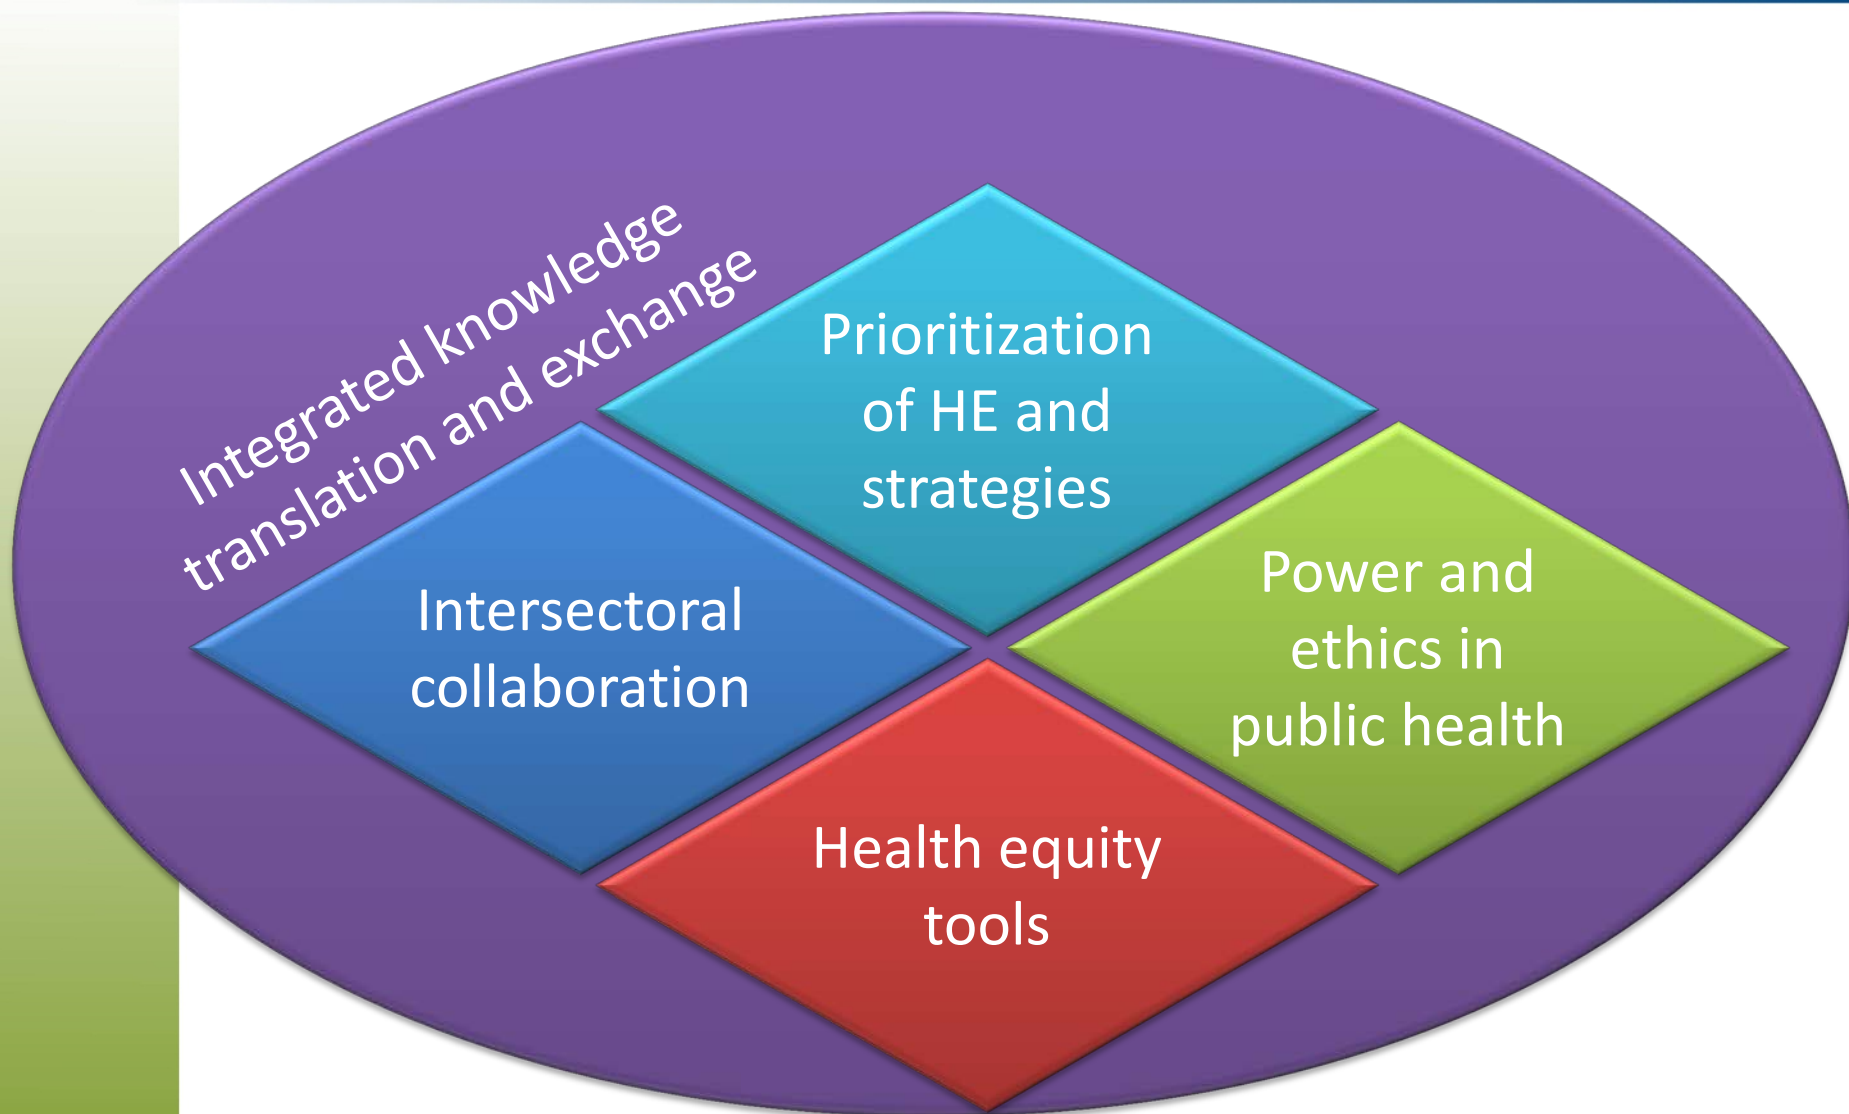 Integrated knowledge
translation and exchange
Prioritization
of HE and
strategies
Intersectoral
collaboration
Power and
ethics in
public health
Health equity
tools